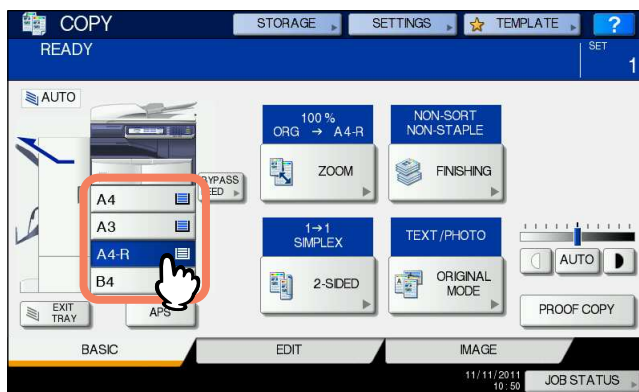 COPY
STORAGE
SETTINGS
TEMPLATE
?
READY
SET
1
AUTO
100 %
ORG → A4-R
NON-SORT
NON-STAPLE
ZOOM
FINISHING
BYPASS
FEED
A4
A3
A4-R
B4
1→1
SIMPLEX
TEXT/PHOTO
2-SIDED
ORIGINAL
MODE
AUTO
EXIT
TRAY
APS
PROOF COPY
BASIC
EDIT
IMAGE
11/11/2011
10:50
JOB STATUS